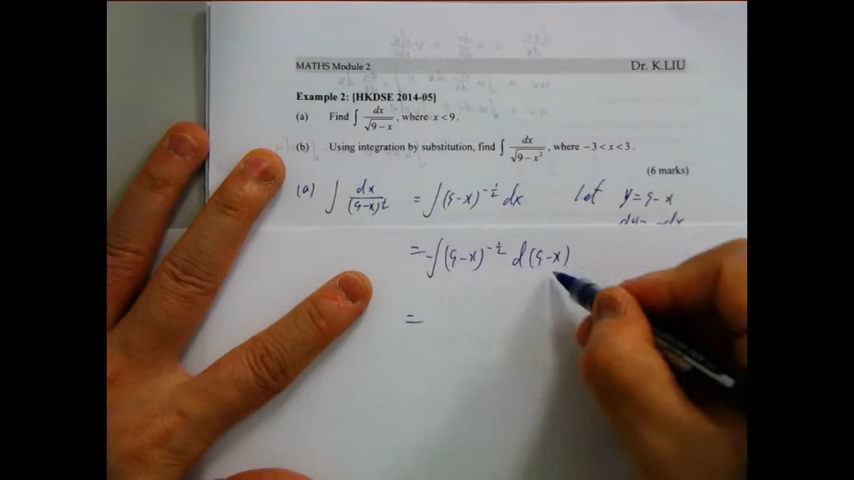 MATHS Module 2 Dr. K.LIU
Example 2: [HKDSE 2014-05]
(a) Find ∫ dx/√(9−x), where x < 9.
(b) Using integration by substitution, find ∫ dx/√(9−x²), where −3 < x < 3.
(6 marks)
(a) ∫ dx/(9−x)^½ = ∫(9−x)^−½ dx let y = 9−x
dy = −dx
= −∫(9−x)^−½ d(9−x)
=